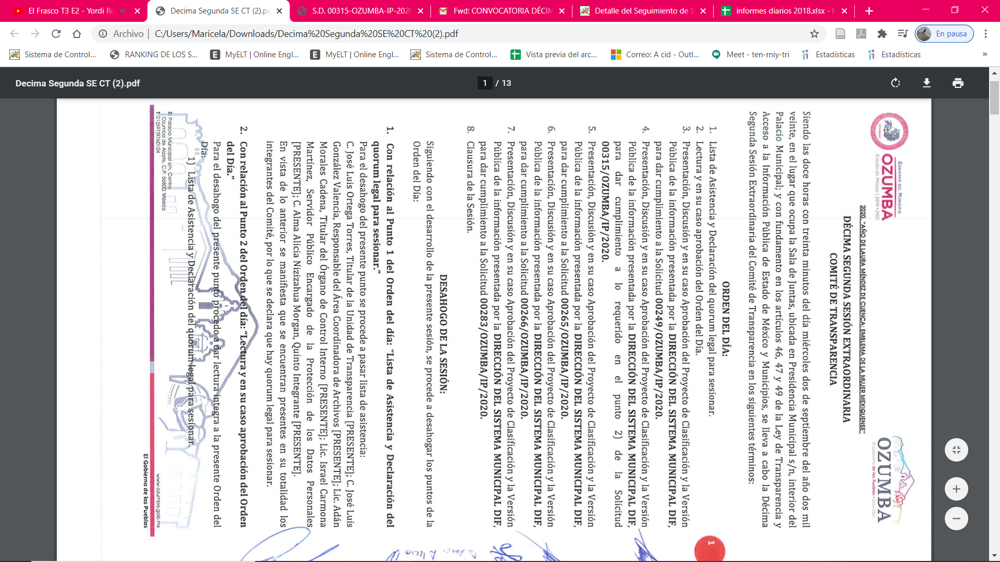 El Frasco T3 E2 - Yordi Ro
Decima Segunda SE CT (2).pd
S.D. 00315-OZUMBA-IP-2020
Fwd: CONVOCATORIA DÉCIM
Detalle del Seguimiento de S
informes diarios 2018.xlsx - H
Archivo | C:/Users/Maricela/Downloads/Decima%20Segunda%20SE%20CT%20(2).pdf
En pausa
Sistema de Control...
RANKING DE LOS S...
MyELT | Online Engl...
MyELT | Online Engl...
Sistema de Control...
Vista previa del arc...
Correo: A cid - Outl...
Meet - ten-rniy-tri
Estadísticas
Estadísticas
»
Decima Segunda SE CT (2).pdf
1 / 13
GOBIERNO DEL MUNICIPIO
OZUMBA
Estado de México | 2019 • 2021
OZUMBA
El Gobierno de los Pueblos • 2019-2021
2020. "AÑO DE LAURA MÉNDEZ DE CUENCA; EMBLEMA DE LA MUJER MEXIQUENSE"
DÉCIMA SEGUNDA SESIÓN EXTRAORDINARIA
COMITÉ DE TRANSPARENCIA
Siendo las doce horas con treinta minutos del día miércoles dos de septiembre del año dos mil
veinte, en el lugar que ocupa la Sala de Juntas, ubicada en Presidencia Municipal s/n, interior del
Palacio Municipal; y con fundamento en los artículos 46, 47 y 49 de la Ley de Transparencia y
Acceso a la Información Pública de Estado de México y Municipios, se lleva a cabo la Décima
Segunda Sesión Extraordinaria del Comité de Transparencia en los siguientes términos:
ORDEN DEL DÍA:
1. Lista de Asistencia y Declaración del quorum legal para sesionar.
2. Lectura y en su caso aprobación del Orden del Día.
3. Presentación, Discusión y en su caso Aprobación del Proyecto de Clasificación y la Versión
Pública de la información presentada por la DIRECCIÓN DEL SISTEMA MUNICIPAL DIF,
para dar cumplimiento a la Solicitud 00249/OZUMBA/IP/2020.
4. Presentación, Discusión y en su caso Aprobación del Proyecto de Clasificación y la Versión
Pública de la información presentada por la DIRECCIÓN DEL SISTEMA MUNICIPAL DIF,
para dar cumplimiento a lo requerido en el punto 2) de la Solicitud
00315/OZUMBA/IP/2020.
5. Presentación, Discusión y en su caso Aprobación del Proyecto de Clasificación y la Versión
Pública de la información presentada por la DIRECCIÓN DEL SISTEMA MUNICIPAL DIF,
para dar cumplimiento a la Solicitud 00265/OZUMBA/IP/2020.
6. Presentación, Discusión y en su caso Aprobación del Proyecto de Clasificación y la Versión
Pública de la información presentada por la DIRECCIÓN DEL SISTEMA MUNICIPAL DIF,
para dar cumplimiento a la Solicitud 00266/OZUMBA/IP/2020.
7. Presentación, Discusión y en su caso Aprobación del Proyecto de Clasificación y la Versión
Pública de la información presentada por la DIRECCIÓN DEL SISTEMA MUNICIPAL DIF,
para dar cumplimiento a la Solicitud 00283/OZUMBA/IP/2020.
8. Clausura de la Sesión.
DESAHOGO DE LA SESIÓN:
Siguiendo con el desarrollo de la presente sesión, se procede a desahogar los puntos de la
Orden del Día:
1. Con relación al Punto 1 del Orden del día: "Lista de Asistencia y Declaración del
quorum legal para sesionar."
Para el desahogo del presente punto se procede a pasar lista de asistencia:
C. José Luis Ortega Torres, Titular de la Unidad de Transparencia [PRESENTE]; C. José Luís
González Valencia, Responsable del Área Coordinadora de Archivos [PRESENTE]; Lic. Adán
Morales Cadena, Titular del Órgano de Control Interno [PRESENTE]; Lic. Israel Carmona
Martínez, Servidor Público Encargado de la Protección de los Datos Personales
[PRESENTE]; C. Alma Alicia Nizizahua Morgan, Quinto Integrante [PRESENTE].
En vista de lo anterior se manifiesta que se encuentran presentes en su totalidad los
integrantes del Comité, por lo que se declara que hay quorum legal para sesionar.
2. Con relación al Punto 2 del Orden del día: "Lectura y en su caso aprobación del Orden
del Día."
Para el desahogo del presente punto procedo a dar lectura íntegra a la presente Orden del
Día:
1) Lista de Asistencia y Declaración del quorum legal para sesionar.
D: Palacio Municipal s/n, Centro
Ozumba de Alzate, C.P. 56800, México
T: 01(597)9760104
www.ozumba.gob.mx
El Gobierno de los Pueblos
1